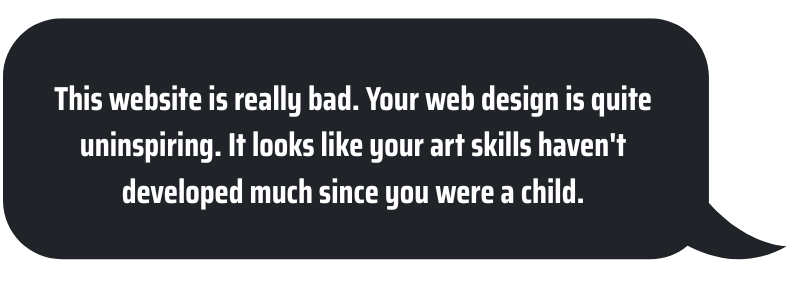 This website is really bad. Your web design is quite
uninspiring. It looks like your art skills haven't
developed much since you were a child.